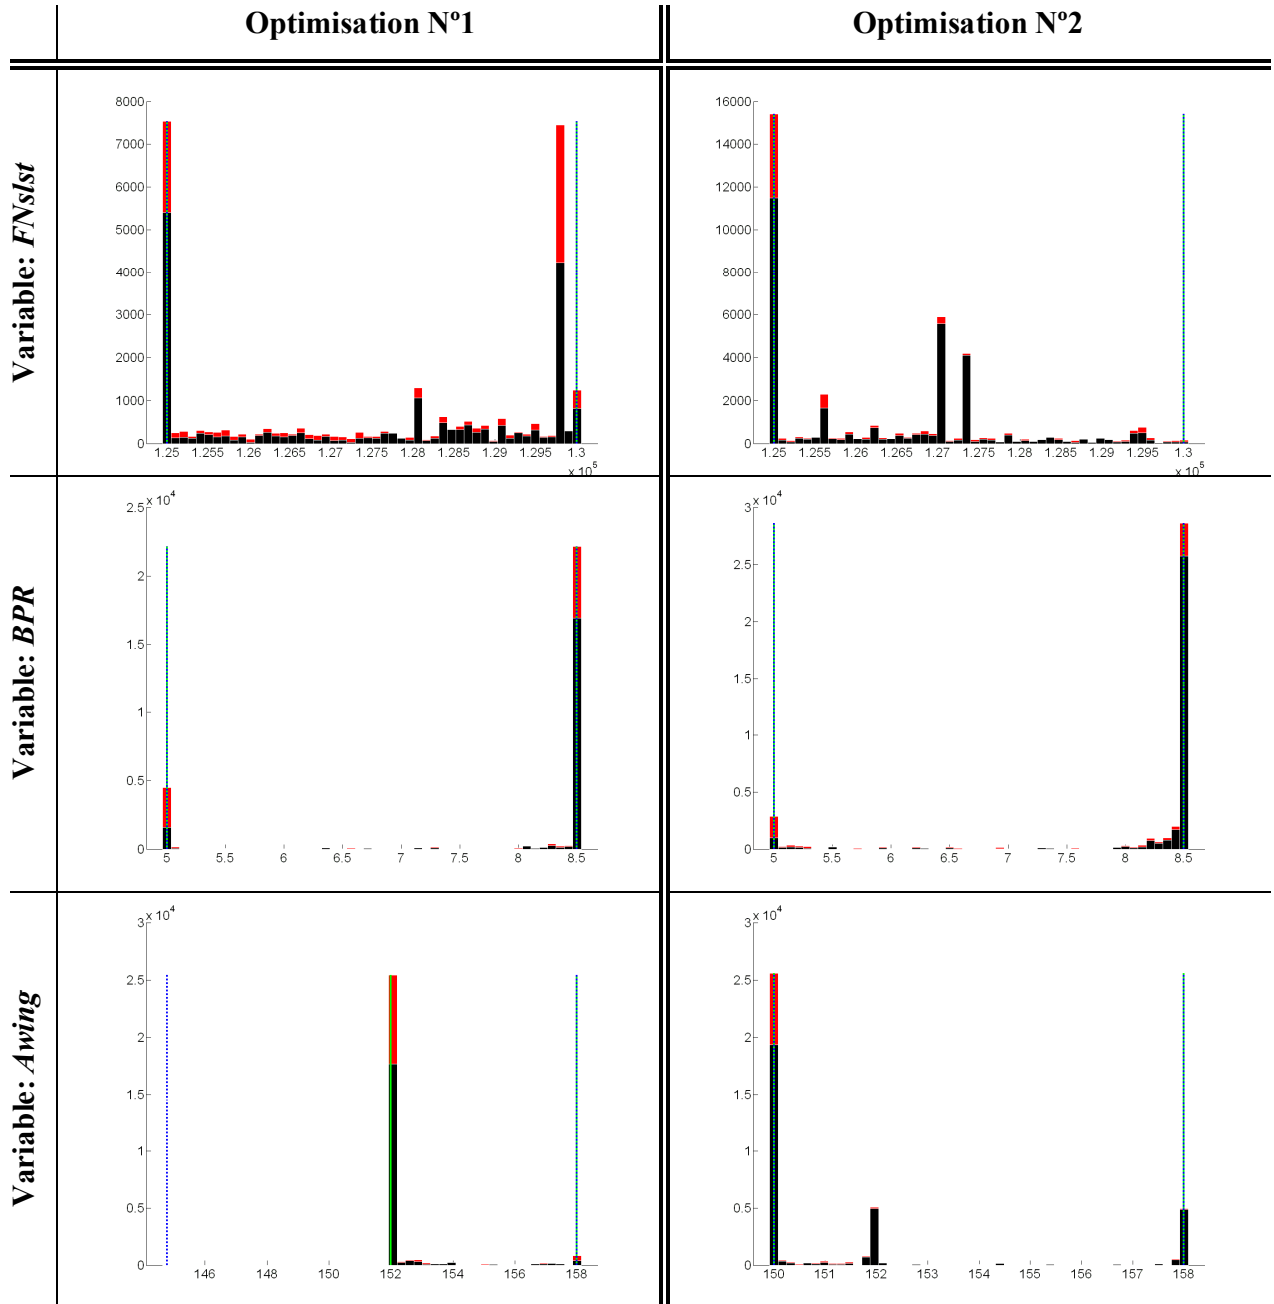 Optimisation Nº1 Optimisation Nº2
Variable: FNslst
8000
7000
6000
5000
4000
3000
2000
1000
0
1.25 1.255 1.26 1.265 1.27 1.275 1.28 1.285 1.29 1.295 1.3
x 10^5
16000
14000
12000
10000
8000
6000
4000
2000
0
1.25 1.255 1.26 1.265 1.27 1.275 1.28 1.285 1.29 1.295 1.3
x 10^5
Variable: BPR
x 10^4
2.5
2
1.5
1
0.5
0
5 5.5 6 6.5 7 7.5 8 8.5
x 10^4
3
2.5
2
1.5
1
0.5
0
5 5.5 6 6.5 7 7.5 8 8.5
Variable: Awing
x 10^4
3
2.5
2
1.5
1
0.5
0
146 148 150 152 154 156 158
x 10^4
3
2.5
2
1.5
1
0.5
0
150 151 152 153 154 155 156 157 158